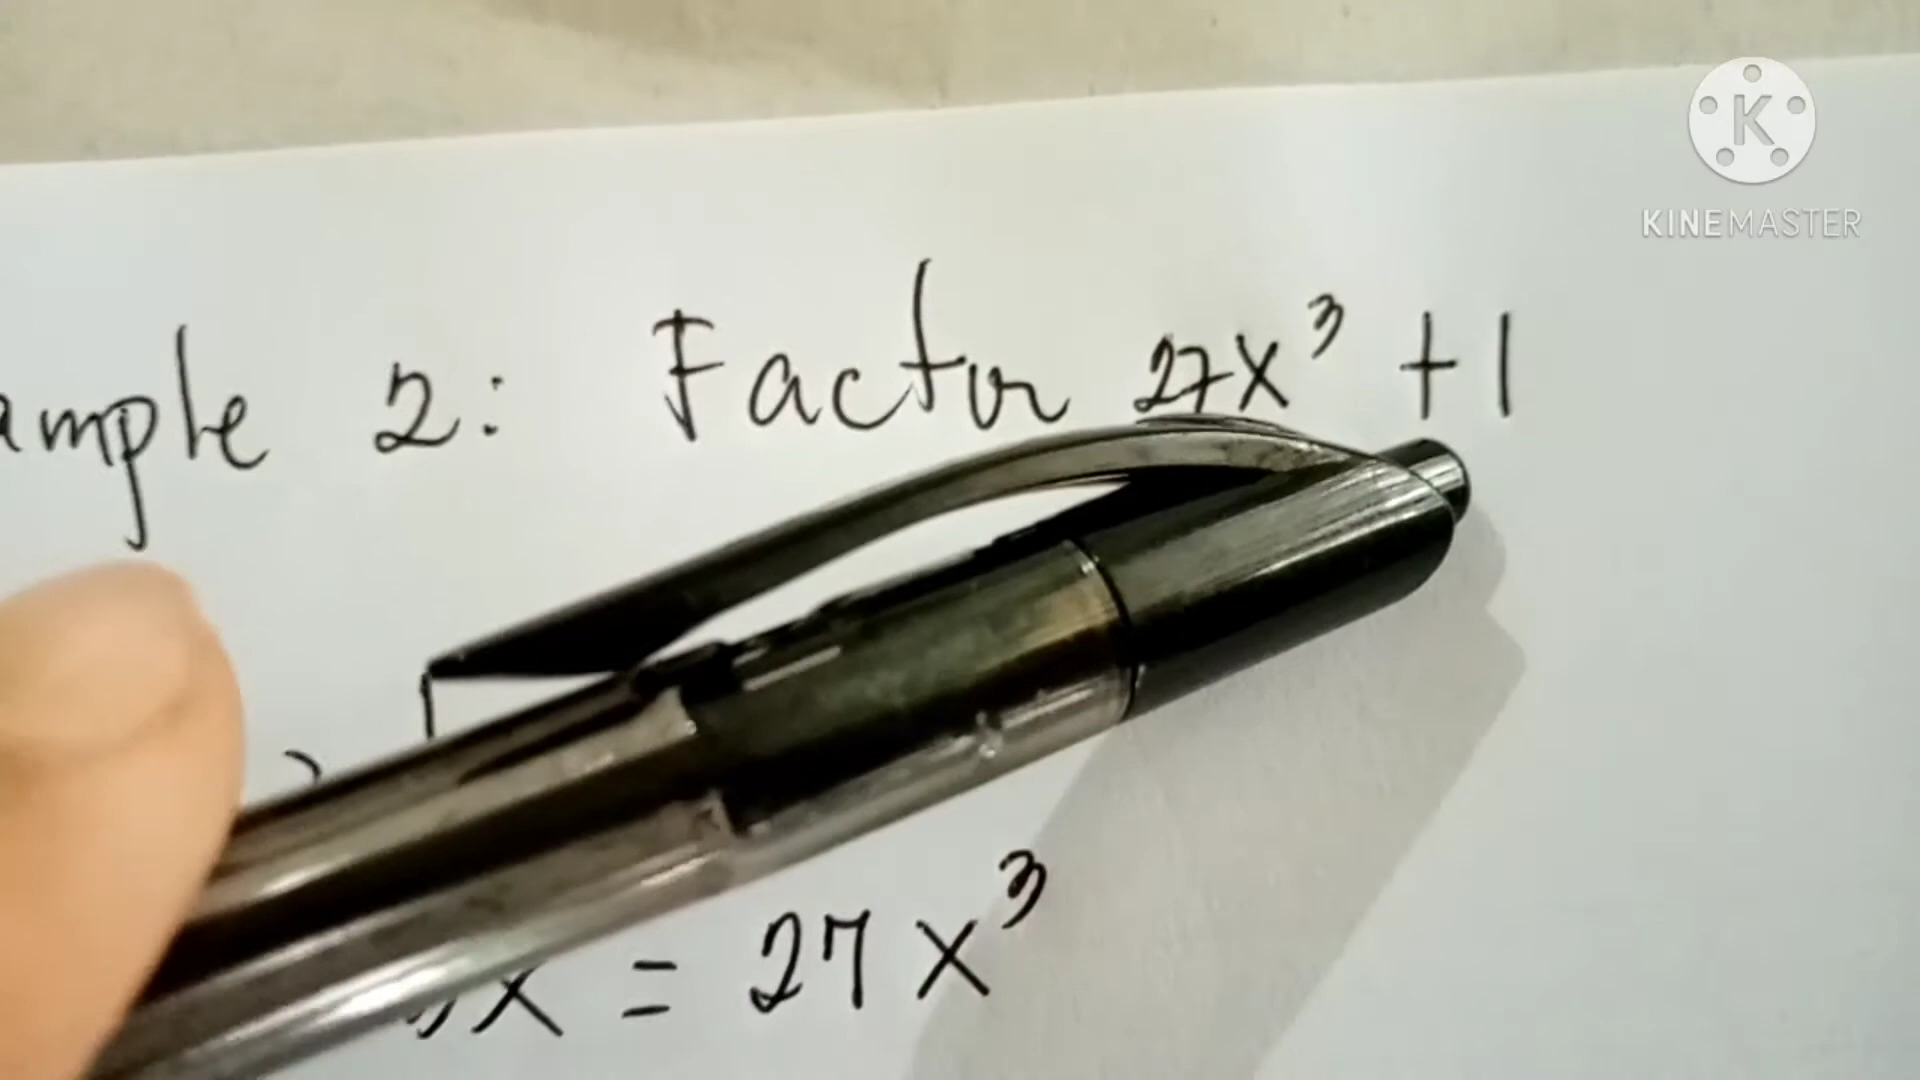 KINEMASTER
ample 2: Factor 27x³ + 1
x = 27x³